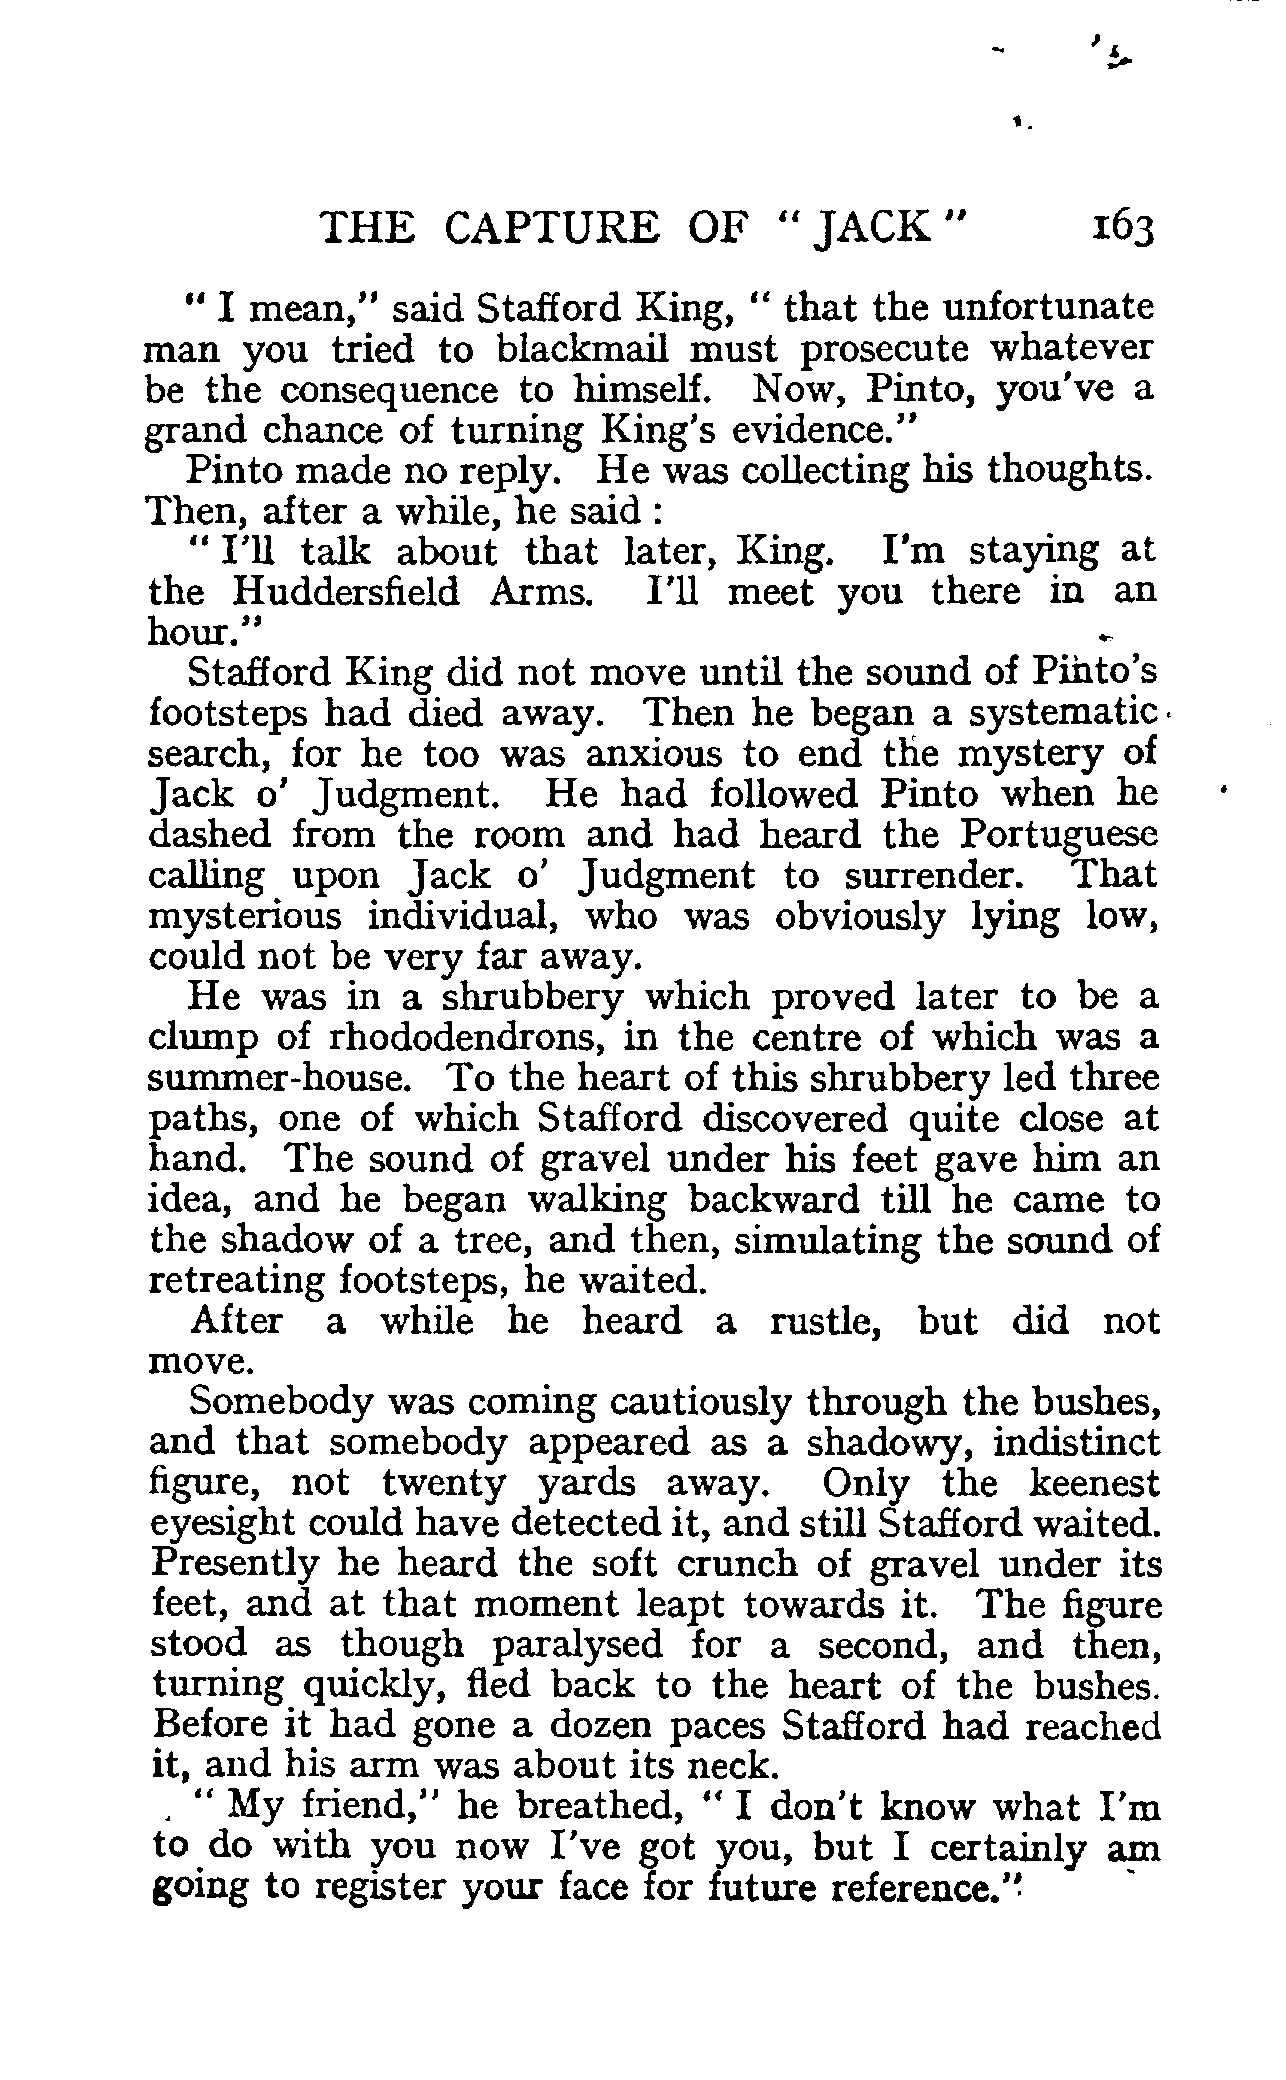 THE CAPTURE OF " JACK " 163
" I mean," said Stafford King, " that the unfortunate
man you tried to blackmail must prosecute whatever
be the consequence to himself. Now, Pinto, you've a
grand chance of turning King's evidence."
Pinto made no reply. He was collecting his thoughts.
Then, after a while, he said :
" I'll talk about that later, King. I'm staying at
the Huddersfield Arms. I'll meet you there in an
hour."
Stafford King did not move until the sound of Pinto's
footsteps had died away. Then he began a systematic
search, for he too was anxious to end the mystery of
Jack o' Judgment. He had followed Pinto when he
dashed from the room and had heard the Portuguese
calling upon Jack o' Judgment to surrender. That
mysterious individual, who was obviously lying low,
could not be very far away.
He was in a shrubbery which proved later to be a
clump of rhododendrons, in the centre of which was a
summer-house. To the heart of this shrubbery led three
paths, one of which Stafford discovered quite close at
hand. The sound of gravel under his feet gave him an
idea, and he began walking backward till he came to
the shadow of a tree, and then, simulating the sound of
retreating footsteps, he waited.
After a while he heard a rustle, but did not
move.
Somebody was coming cautiously through the bushes,
and that somebody appeared as a shadowy, indistinct
figure, not twenty yards away. Only the keenest
eyesight could have detected it, and still Stafford waited.
Presently he heard the soft crunch of gravel under its
feet, and at that moment leapt towards it. The figure
stood as though paralysed for a second, and then,
turning quickly, fled back to the heart of the bushes.
Before it had gone a dozen paces Stafford had reached
it, and his arm was about its neck.
" My friend," he breathed, " I don't know what I'm
to do with you now I've got you, but I certainly am
going to register your face for future reference."